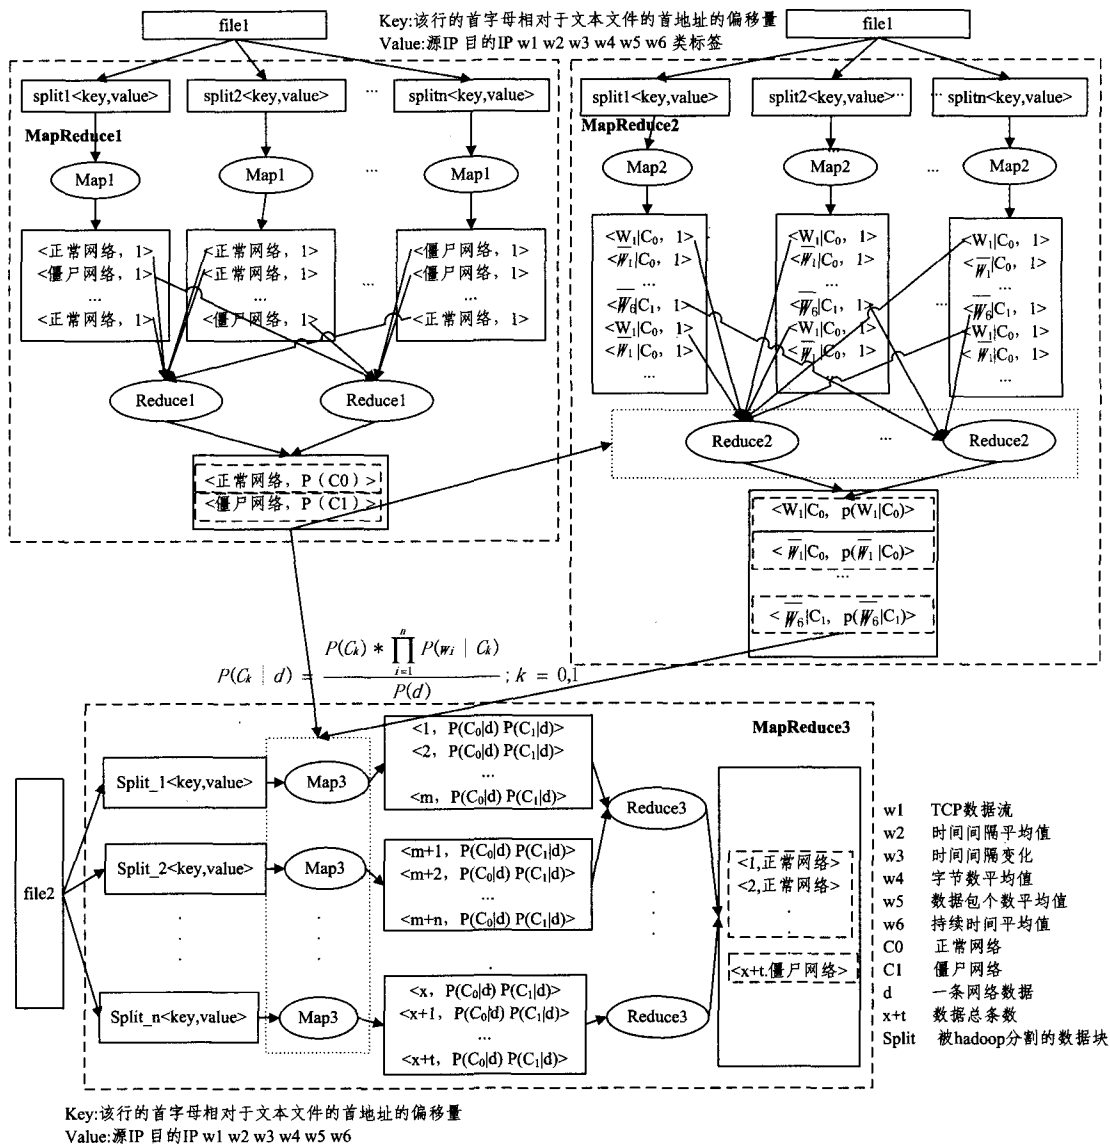 file1
Key:该行的首字母相对于文本文件的首地址的偏移量
Value:源IP 目的IP w1 w2 w3 w4 w5 w6 类标签
file1
split1<key,value>
split2<key,value>
...
splitn<key,value>
MapReduce1
Map1
Map1
...
Map1
<正常网络, 1>
<僵尸网络, 1>
...
<正常网络, 1>
<正常网络, 1>
<正常网络, 1>
...
<僵尸网络, 1>
...
<僵尸网络, 1>
<僵尸网络, 1>
...
<正常网络, 1>
Reduce1
Reduce1
<正常网络, P(C0)>
<僵尸网络, P(C1)>
split1<key,value>
split2<key,value>
...
splitn<key,value>
MapReduce2
Map2
Map2
...
Map2
<W₁|C₀, 1>
<W̅₁|C₀, 1>
...
<W̅₆|C₁, 1>
<W₁|C₀, 1>
<W̅₁|C₀, 1>
...
<W₁|C₀, 1>
<W̅₁|C₀, 1>
...
<W̅₆|C₁, 1>
<W₁|C₀, 1>
<W̅₁|C₀, 1>
...
...
<W₁|C₀, 1>
<W̅₁|C₀, 1>
...
<W̅₆|C₁, 1>
<W₁|C₀, 1>
<W̅₁|C₀, 1>
...
Reduce2
...
Reduce2
<W₁|C₀, p(W₁|C₀)>
<W̅₁|C₀, p(W̅₁|C₀)>
...
<W̅₆|C₁, p(W̅₆|C₁)>
P(Cₖ | d) = P(Cₖ) * ∏ⁿᵢ₌₁ P(wᵢ | Cₖ) / P(d) ; k = 0,1
MapReduce3
file2
Split_1<key,value>
Map3
<1, P(C₀|d) P(C₁|d)>
<2, P(C₀|d) P(C₁|d)>
...
<m, P(C₀|d) P(C₁|d)>
Reduce3
Split_2<key,value>
Map3
<m+1, P(C₀|d) P(C₁|d)>
<m+2, P(C₀|d) P(C₁|d)>
...
<m+n, P(C₀|d) P(C₁|d)>
Split_n<key,value>
Map3
<x, P(C₀|d) P(C₁|d)>
<x+1, P(C₀|d) P(C₁|d)>
...
<x+t, P(C₀|d) P(C₁|d)>
Reduce3
<1,正常网络>
<2,正常网络>
<x+t.僵尸网络>
w1 TCP数据流
w2 时间间隔平均值
w3 时间间隔变化
w4 字节数平均值
w5 数据包个数平均值
w6 持续时间平均值
C0 正常网络
C1 僵尸网络
d 一条网络数据
x+t 数据总条数
Split 被hadoop分割的数据块
Key:该行的首字母相对于文本文件的首地址的偏移量
Value:源IP 目的IP w1 w2 w3 w4 w5 w6